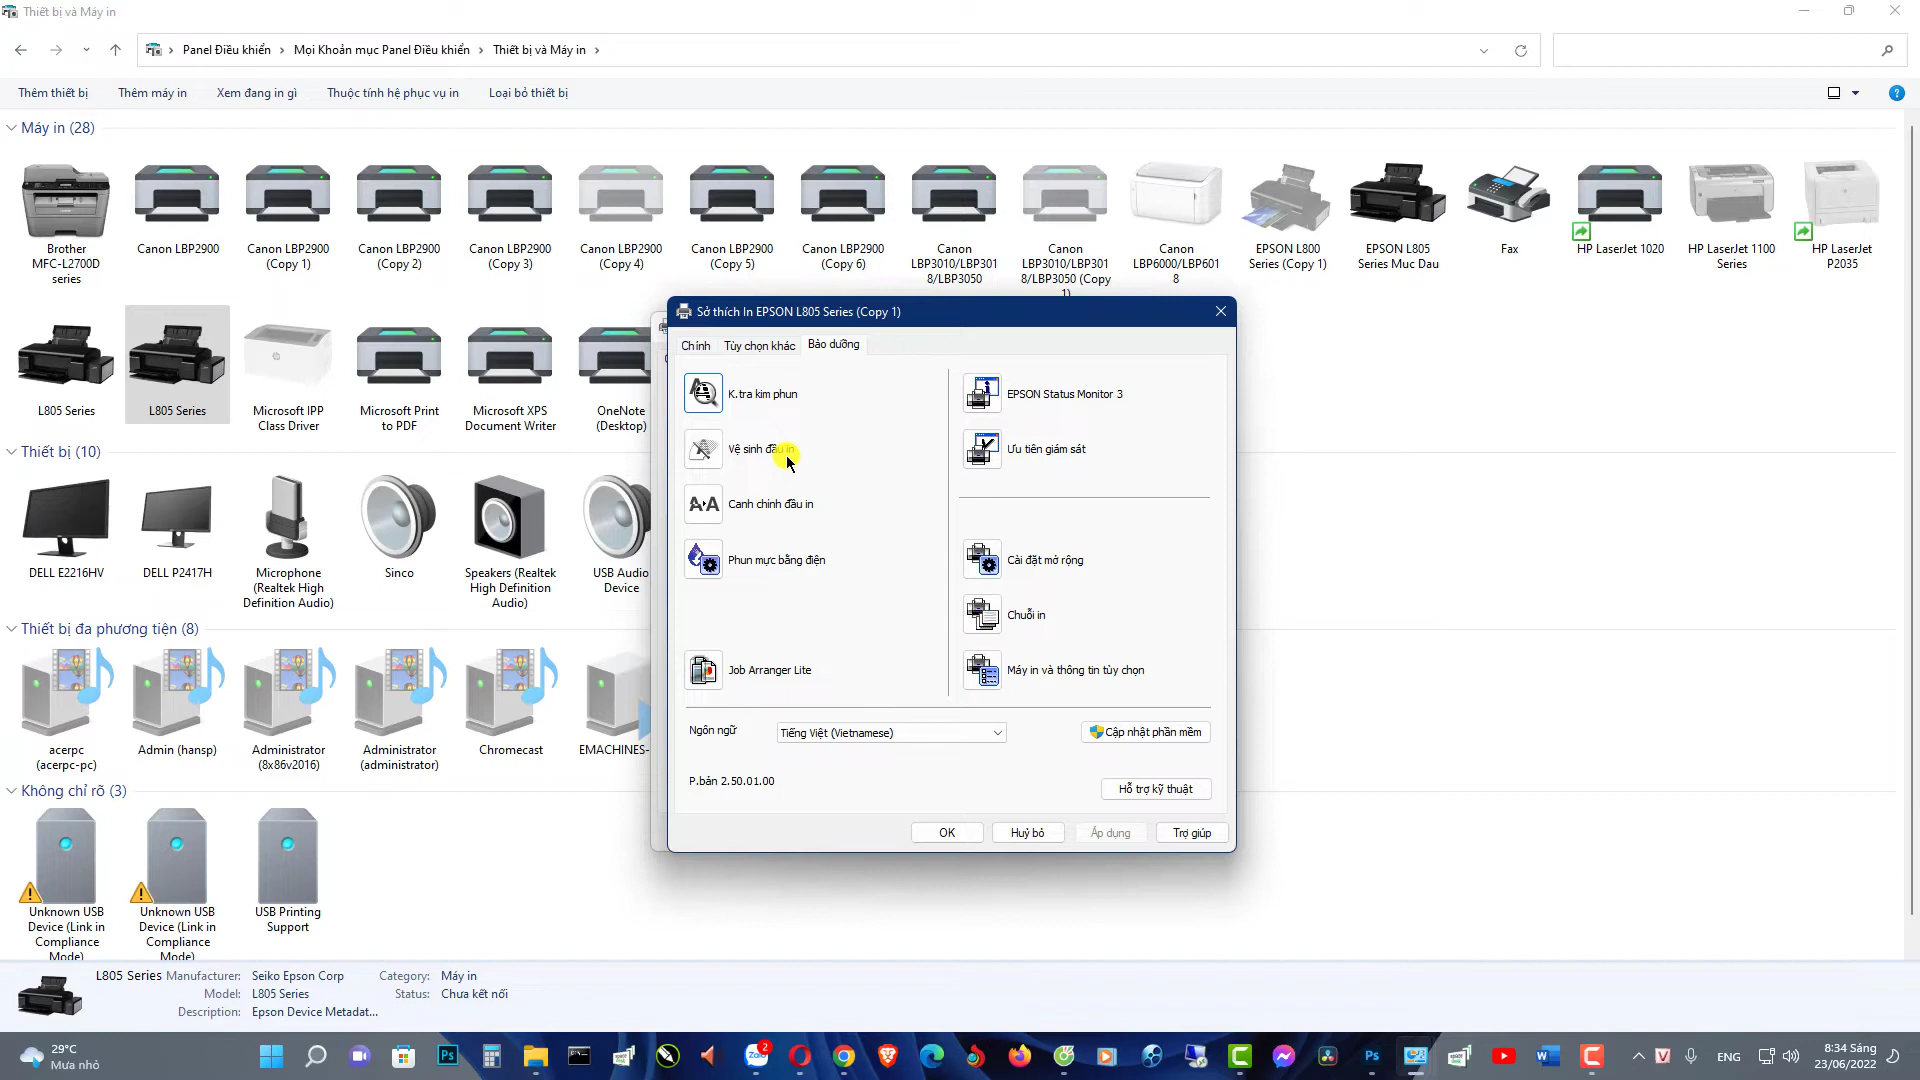 Thiết bị và Máy in
Panel Điều khiển > Mọi Khoản mục Panel Điều khiển > Thiết bị và Máy in >
Thêm thiết bị Thêm máy in Xem đang in gì Thuộc tính hệ phục vụ in Loại bỏ thiết bị
Máy in (28)
Brother MFC-L2700D series
Canon LBP2900
Canon LBP2900 (Copy 1)
Canon LBP2900 (Copy 2)
Canon LBP2900 (Copy 3)
Canon LBP2900 (Copy 4)
Canon LBP2900 (Copy 5)
Canon LBP2900 (Copy 6)
Canon LBP3010/LBP3018/LBP3050
Canon LBP3010/LBP3018/LBP3050 (Copy 1)
Canon LBP6000/LBP6018
EPSON L800 Series (Copy 1)
EPSON L805 Series Muc Dau
Fax
HP LaserJet 1020
HP LaserJet 1100 Series
HP LaserJet P2035
L805 Series
L805 Series
Microsoft IPP Class Driver
Microsoft Print to PDF
Microsoft XPS Document Writer
OneNote (Desktop)
Sở thích In EPSON L805 Series (Copy 1)
Chính Tùy chọn khác Bảo dưỡng
K.tra kim phun
Vệ sinh đầu in
Canh chỉnh đầu in
Phun mực bằng điện
Job Arranger Lite
EPSON Status Monitor 3
Ưu tiên giám sát
Cài đặt mở rộng
Chuỗi in
Máy in và thông tin tùy chọn
Ngôn ngữ Tiếng Việt (Vietnamese) Cập nhật phần mềm
P.bản 2.50.01.00
Hỗ trợ kỹ thuật
OK Huỷ bỏ Áp dụng Trợ giúp
Thiết bị (10)
DELL E2216HV
DELL P2417H
Microphone (Realtek High Definition Audio)
Sinco
Speakers (Realtek High Definition Audio)
USB Audio Device
Thiết bị đa phương tiện (8)
acerpc (acerpc-pc)
Admin (hansp)
Administrator (8x86v2016)
Administrator (administrator)
Chromecast
EMACHINES-
Không chỉ rõ (3)
Unknown USB Device (Link in Compliance Mode)
Unknown USB Device (Link in Compliance Mode)
USB Printing Support
L805 Series Manufacturer: Seiko Epson Corp Category: Máy in
Model: L805 Series Status: Chưa kết nối
Description: Epson Device Metadat...
29°C
Mưa nhỏ
Ps
Zalo
2
Ps
W
V
ENG
8:34 Sáng
23/06/2022